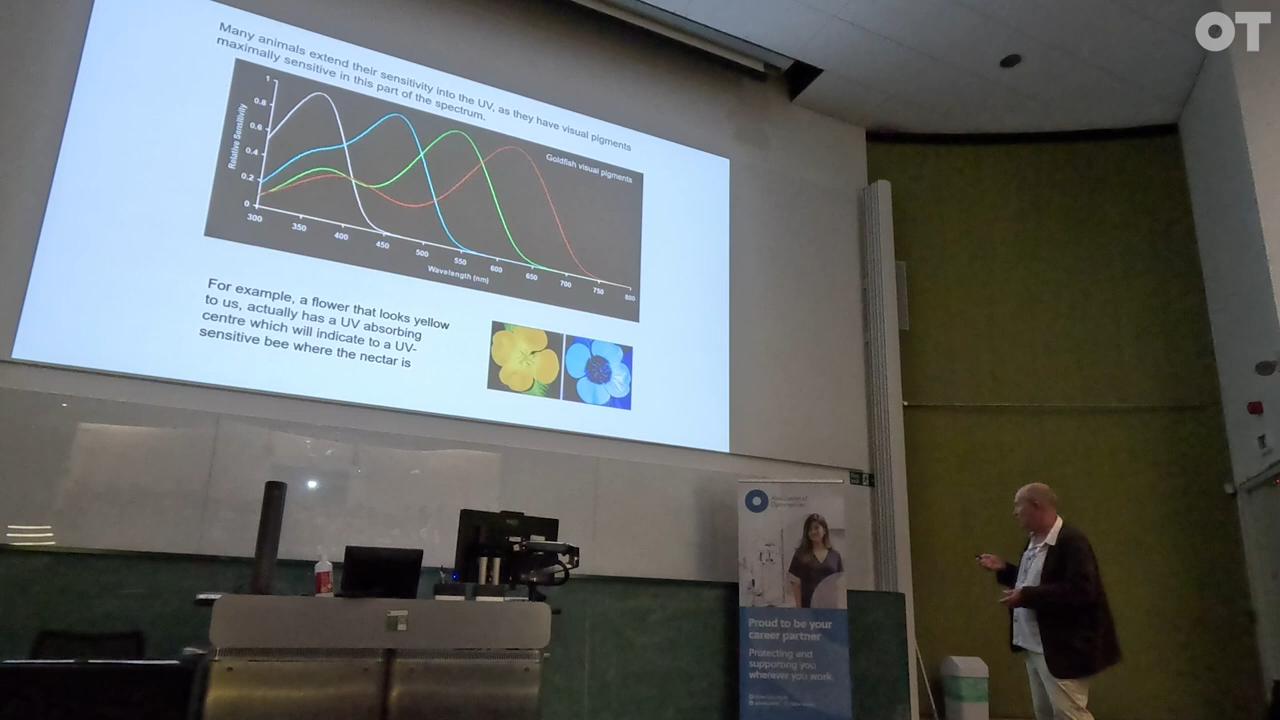 OT
Many animals extend their sensitivity into the UV, as they have visual pigments
maximally sensitive in this part of the spectrum.
Goldfish visual pigments
Relative Sensitivity
1
0.8
0.6
0.4
0.2
0
300
350
400
450
500
550
600
650
700
750
800
Wavelength (nm)
For example, a flower that looks yellow
to us, actually has a UV absorbing
centre which will indicate to a UV-
sensitive bee where the nectar is
Association of
Optometrists
Proud to be your
career partner
Protecting and
supporting you
wherever you work.